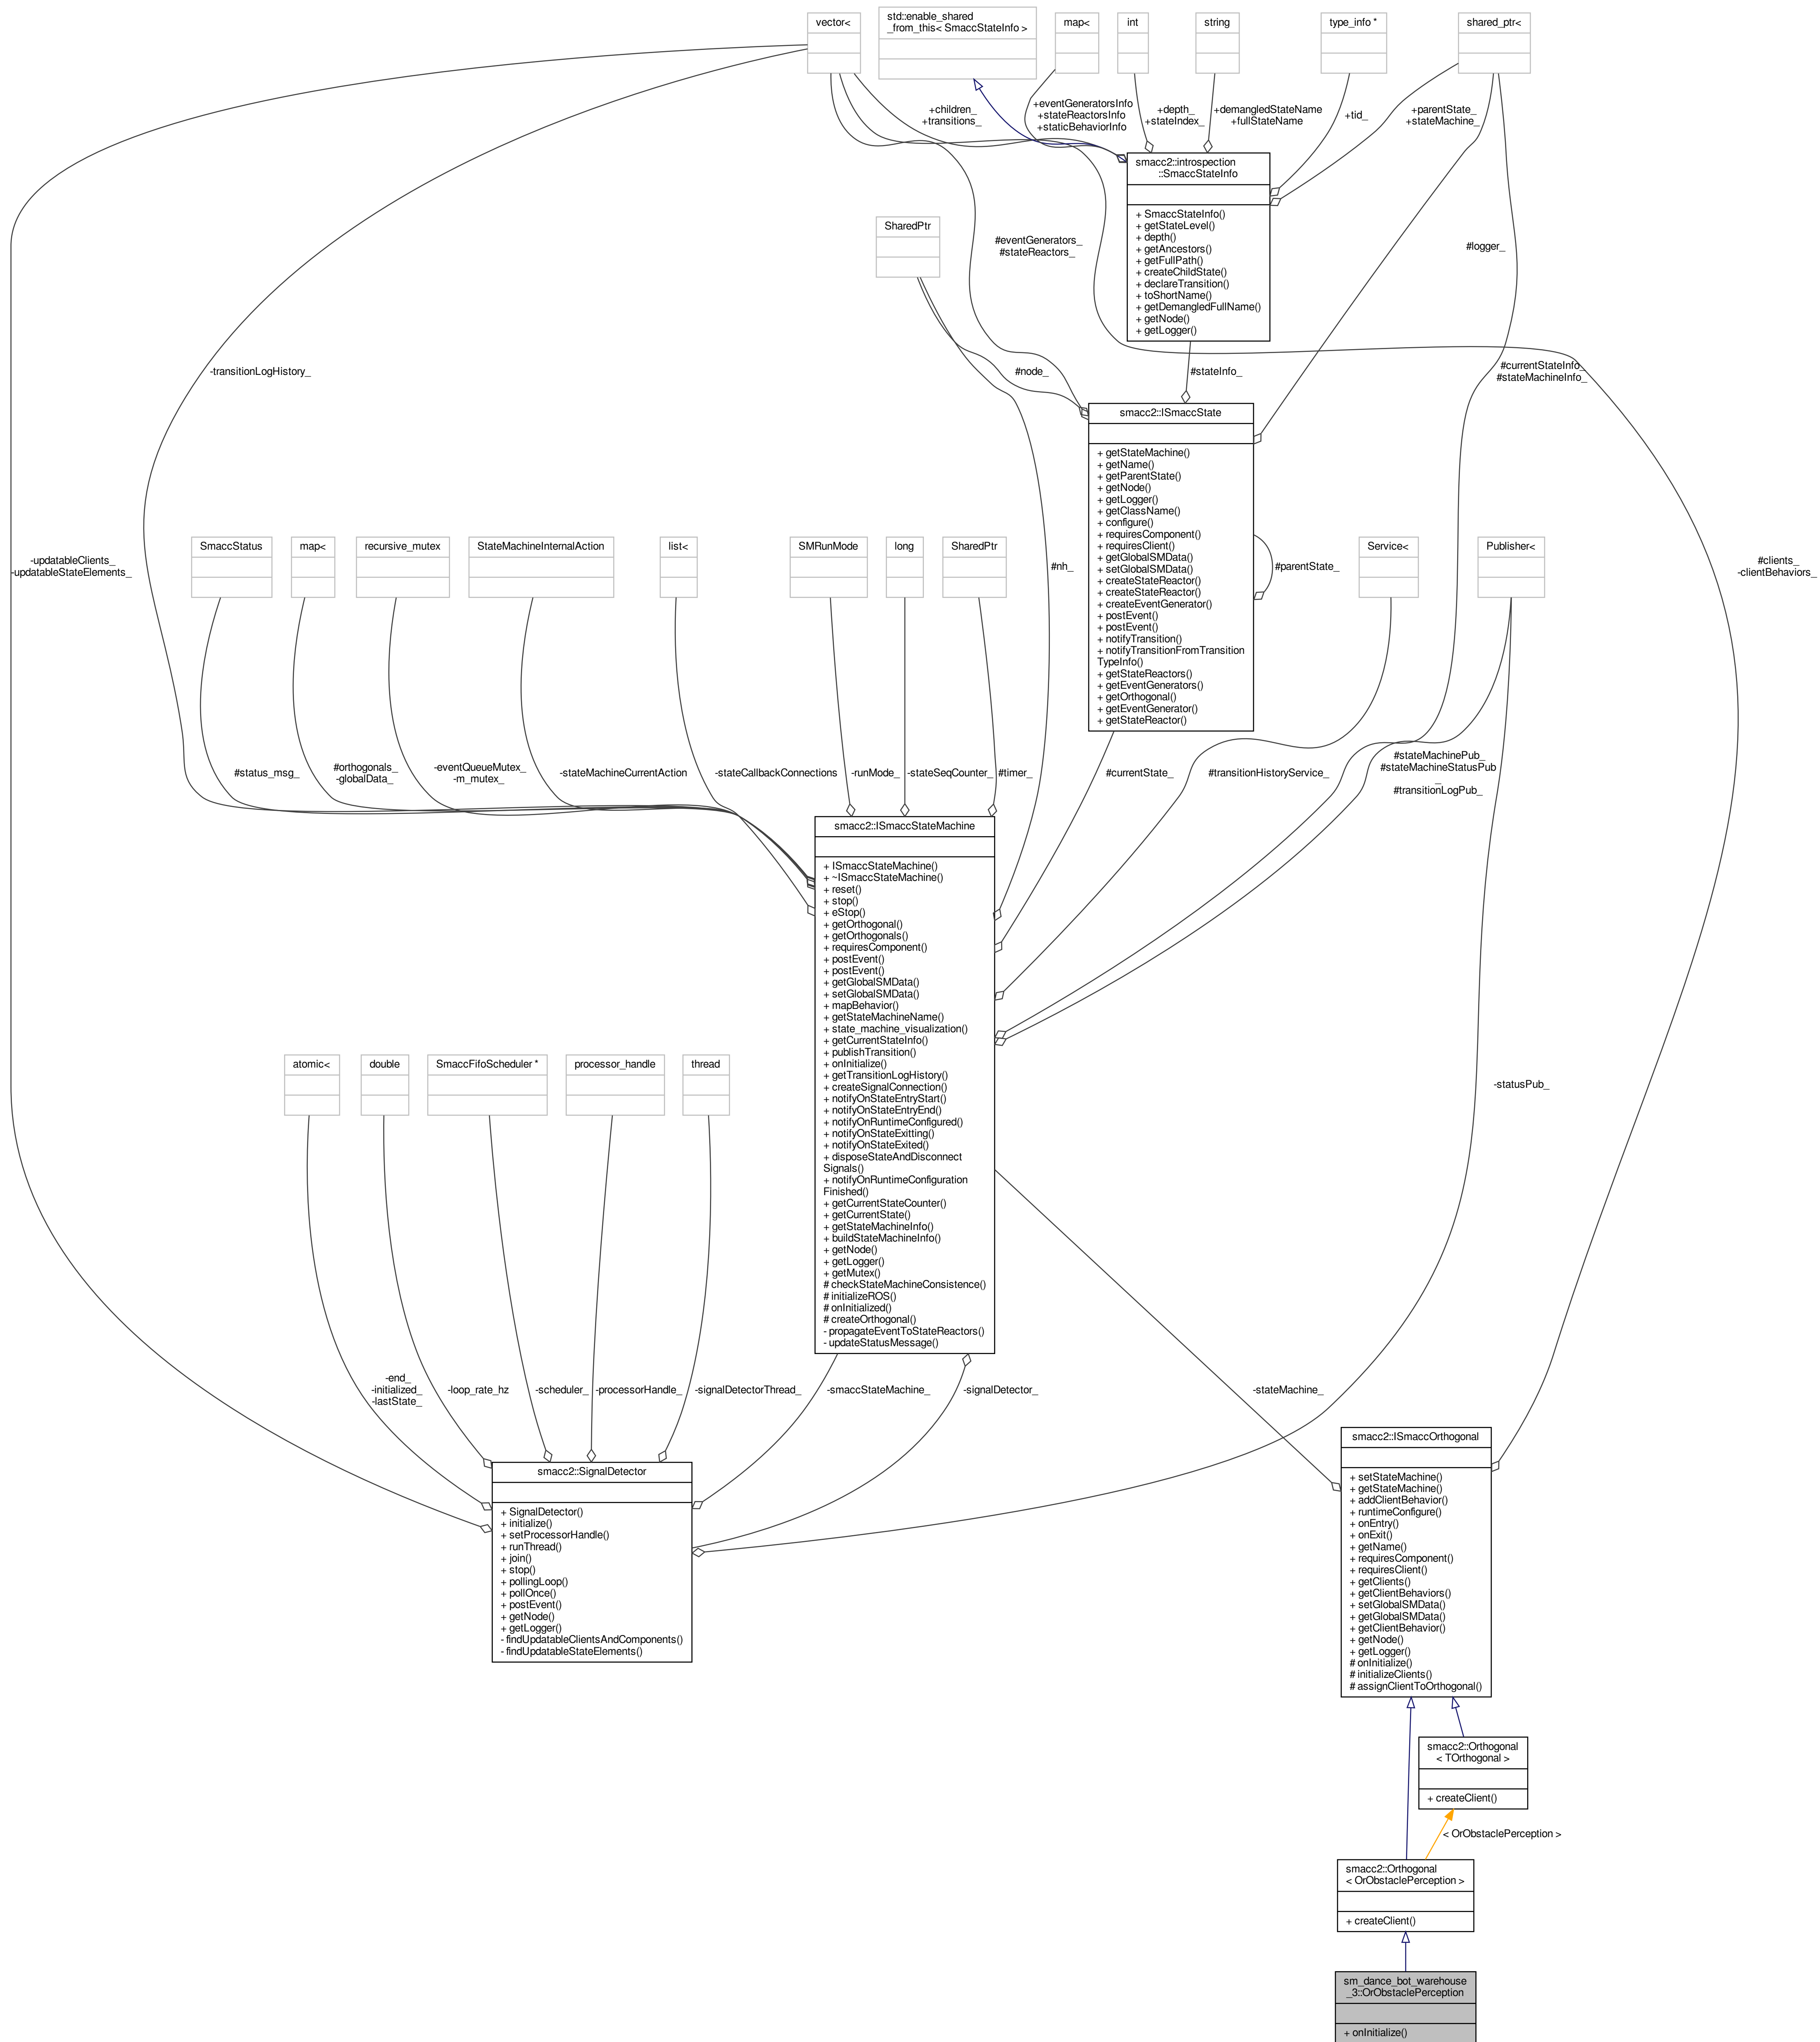 vector<
std::enable_shared
_from_this< SmaccStateInfo >
map<
int
string
type_info *
shared_ptr<
+children_
+transitions_
+eventGeneratorsInfo
+stateReactorsInfo
+staticBehaviorInfo
+depth_
+stateIndex_
+demangledStateName
+fullStateName
+tid_
+parentState_
+stateMachine_
smacc2::introspection
::SmaccStateInfo
+ SmaccStateInfo()
+ getStateLevel()
+ depth()
+ getAncestors()
+ getFullPath()
+ createChildState()
+ declareTransition()
+ toShortName()
+ getDemangledFullName()
+ getNode()
+ getLogger()
SharedPtr
#eventGenerators_
#stateReactors_
#logger_
-transitionLogHistory_
#node_
#stateInfo_
#currentStateInfo_
#stateMachineInfo_
smacc2::ISmaccState
+ getStateMachine()
+ getName()
+ getParentState()
+ getNode()
+ getLogger()
+ getClassName()
+ configure()
+ requiresComponent()
+ requiresClient()
+ getGlobalSMData()
+ setGlobalSMData()
+ createStateReactor()
+ createStateReactor()
+ createEventGenerator()
+ postEvent()
+ postEvent()
+ notifyTransition()
+ notifyTransitionFromTransition
TypeInfo()
+ getStateReactors()
+ getEventGenerators()
+ getOrthogonal()
+ getEventGenerator()
+ getStateReactor()
#parentState_
-updatableClients_
-updatableStateElements_
SmaccStatus
map<
recursive_mutex
StateMachineInternalAction
list<
SMRunMode
long
SharedPtr
#nh_
Service<
Publisher<
#clients_
-clientBehaviors_
#status_msg_
#orthogonals_
-globalData_
-eventQueueMutex_
-m_mutex_
-stateMachineCurrentAction
-stateCallbackConnections
-runMode_
-stateSeqCounter_
#timer_
#currentState_
#transitionHistoryService_
#stateMachinePub_
#stateMachineStatusPub
_
#transitionLogPub_
smacc2::ISmaccStateMachine
+ ISmaccStateMachine()
+ ~ISmaccStateMachine()
+ reset()
+ stop()
+ eStop()
+ getOrthogonal()
+ getOrthogonals()
+ requiresComponent()
+ postEvent()
+ postEvent()
+ getGlobalSMData()
+ setGlobalSMData()
+ mapBehavior()
+ getStateMachineName()
+ state_machine_visualization()
+ getCurrentStateInfo()
+ publishTransition()
+ onInitialize()
+ getTransitionLogHistory()
+ createSignalConnection()
+ notifyOnStateEntryStart()
+ notifyOnStateEntryEnd()
+ notifyOnRuntimeConfigured()
+ notifyOnStateExitting()
+ notifyOnStateExited()
+ disposeStateAndDisconnect
Signals()
+ notifyOnRuntimeConfiguration
Finished()
+ getCurrentStateCounter()
+ getCurrentState()
+ getStateMachineInfo()
+ buildStateMachineInfo()
+ getNode()
+ getLogger()
+ getMutex()
# checkStateMachineConsistence()
# initializeROS()
# onInitialized()
# createOrthogonal()
- propagateEventToStateReactors()
- updateStatusMessage()
atomic<
double
SmaccFifoScheduler *
processor_handle
thread
-statusPub_
-end_
-initialized_
-lastState_
-loop_rate_hz
-scheduler_
-processorHandle_
-signalDetectorThread_
-smaccStateMachine_
-signalDetector_
-stateMachine_
smacc2::SignalDetector
+ SignalDetector()
+ initialize()
+ setProcessorHandle()
+ runThread()
+ join()
+ stop()
+ pollingLoop()
+ pollOnce()
+ postEvent()
+ getNode()
+ getLogger()
- findUpdatableClientsAndComponents()
- findUpdatableStateElements()
smacc2::ISmaccOrthogonal
+ setStateMachine()
+ getStateMachine()
+ addClientBehavior()
+ runtimeConfigure()
+ onEntry()
+ onExit()
+ getName()
+ requiresComponent()
+ requiresClient()
+ getClients()
+ getClientBehaviors()
+ setGlobalSMData()
+ getGlobalSMData()
+ getClientBehavior()
+ getNode()
+ getLogger()
# onInitialize()
# initializeClients()
# assignClientToOrthogonal()
smacc2::Orthogonal
< TOrthogonal >
+ createClient()
< OrObstaclePerception >
smacc2::Orthogonal
< OrObstaclePerception >
+ createClient()
sm_dance_bot_warehouse
_3::OrObstaclePerception
+ onInitialize()